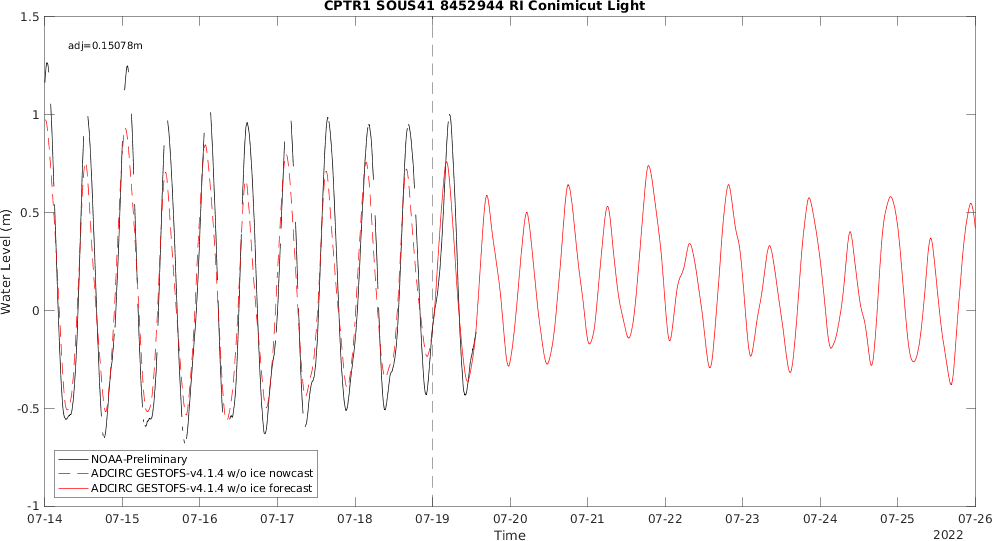 CPTR1 SOUS41 8452944 RI Conimicut Light
adj=0.15078m
1.5
1
0.5
0
-0.5
-1
Water Level (m)
NOAA-Preliminary
ADCIRC GESTOFS-v4.1.4 w/o ice nowcast
ADCIRC GESTOFS-v4.1.4 w/o ice forecast
07-14 07-15 07-16 07-17 07-18 07-19 07-20 07-21 07-22 07-23 07-24 07-25 07-26
Time
2022